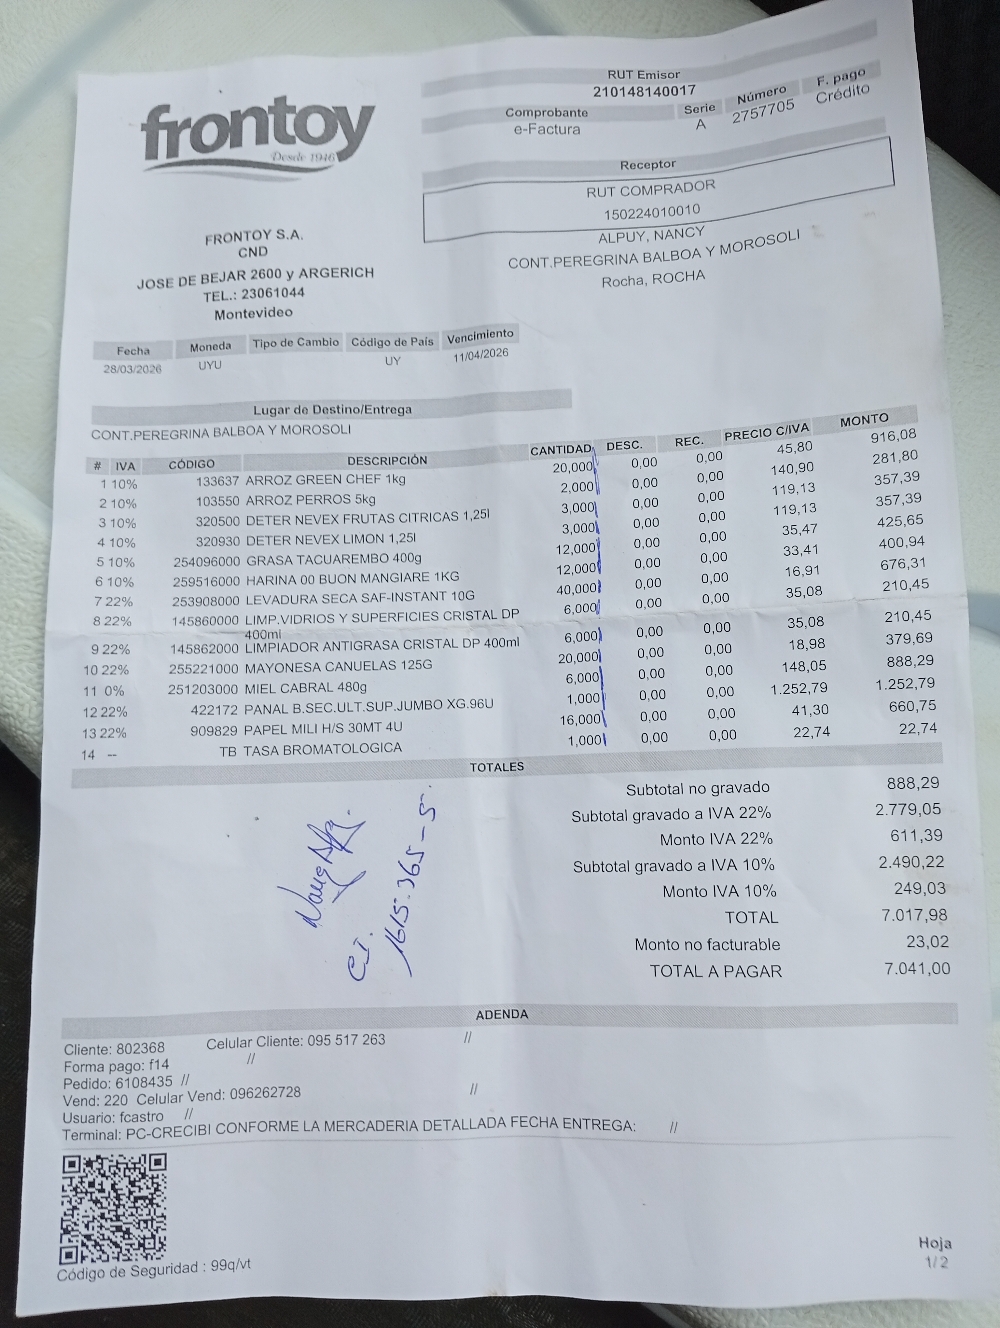 frontoy
Desde 1946
RUT Emisor
210148140017
Comprobante Serie Número F. pago
e-Factura A 2757705 Crédito
Receptor
RUT COMPRADOR
150224010010
ALPUY, NANCY
CONT.PEREGRINA BALBOA Y MOROSOLI
Rocha, ROCHA
FRONTOY S.A.
CND
JOSE DE BEJAR 2600 y ARGERICH
TEL.: 23061044
Montevideo
Fecha Moneda Tipo de Cambio Código de País Vencimiento
28/03/2026 UYU UY 11/04/2026
Lugar de Destino/Entrega
CONT.PEREGRINA BALBOA Y MOROSOLI
# IVA CÓDIGO DESCRIPCIÓN CANTIDAD DESC. REC. PRECIO C/IVA MONTO
1 10% 133637 ARROZ GREEN CHEF 1kg 20,000 0,00 0,00 45,80 916,08
2 10% 103550 ARROZ PERROS 5kg 2,000 0,00 0,00 140,90 281,80
3 10% 320500 DETER NEVEX FRUTAS CITRICAS 1,25l 3,000 0,00 0,00 119,13 357,39
4 10% 320930 DETER NEVEX LIMON 1,25l 3,000 0,00 0,00 119,13 357,39
5 10% 254096000 GRASA TACUAREMBO 400g 12,000 0,00 0,00 35,47 425,65
6 10% 259516000 HARINA 00 BUON MANGIARE 1KG 12,000 0,00 0,00 33,41 400,94
7 22% 253908000 LEVADURA SECA SAF-INSTANT 10G 40,000 0,00 0,00 16,91 676,31
8 22% 145860000 LIMP.VIDRIOS Y SUPERFICIES CRISTAL DP 6,000 0,00 0,00 35,08 210,45
400ml
9 22% 145862000 LIMPIADOR ANTIGRASA CRISTAL DP 400ml 6,000 0,00 0,00 35,08 210,45
10 22% 255221000 MAYONESA CANUELAS 125G 20,000 0,00 0,00 18,98 379,69
11 0% 251203000 MIEL CABRAL 480g 6,000 0,00 0,00 148,05 888,29
12 22% 422172 PANAL B.SEC.ULT.SUP.JUMBO XG.96U 1,000 0,00 0,00 1.252,79 1.252,79
13 22% 909829 PAPEL MILI H/S 30MT 4U 16,000 0,00 0,00 41,30 660,75
14 -- TB TASA BROMATOLOGICA 1,000 0,00 0,00 22,74 22,74
TOTALES
Subtotal no gravado 888,29
Subtotal gravado a IVA 22% 2.779,05
Monto IVA 22% 611,39
Subtotal gravado a IVA 10% 2.490,22
Monto IVA 10% 249,03
TOTAL 7.017,98
Monto no facturable 23,02
TOTAL A PAGAR 7.041,00
C.I.
1615.365-5
ADENDA
Cliente: 802368 Celular Cliente: 095 517 263 //
Forma pago: f14 //
Pedido: 6108435 //
Vend: 220 Celular Vend: 096262728 //
Usuario: fcastro //
Terminal: PC-CRECIBI CONFORME LA MERCADERIA DETALLADA FECHA ENTREGA: //
Código de Seguridad : 99q/vt
Hoja
1/2